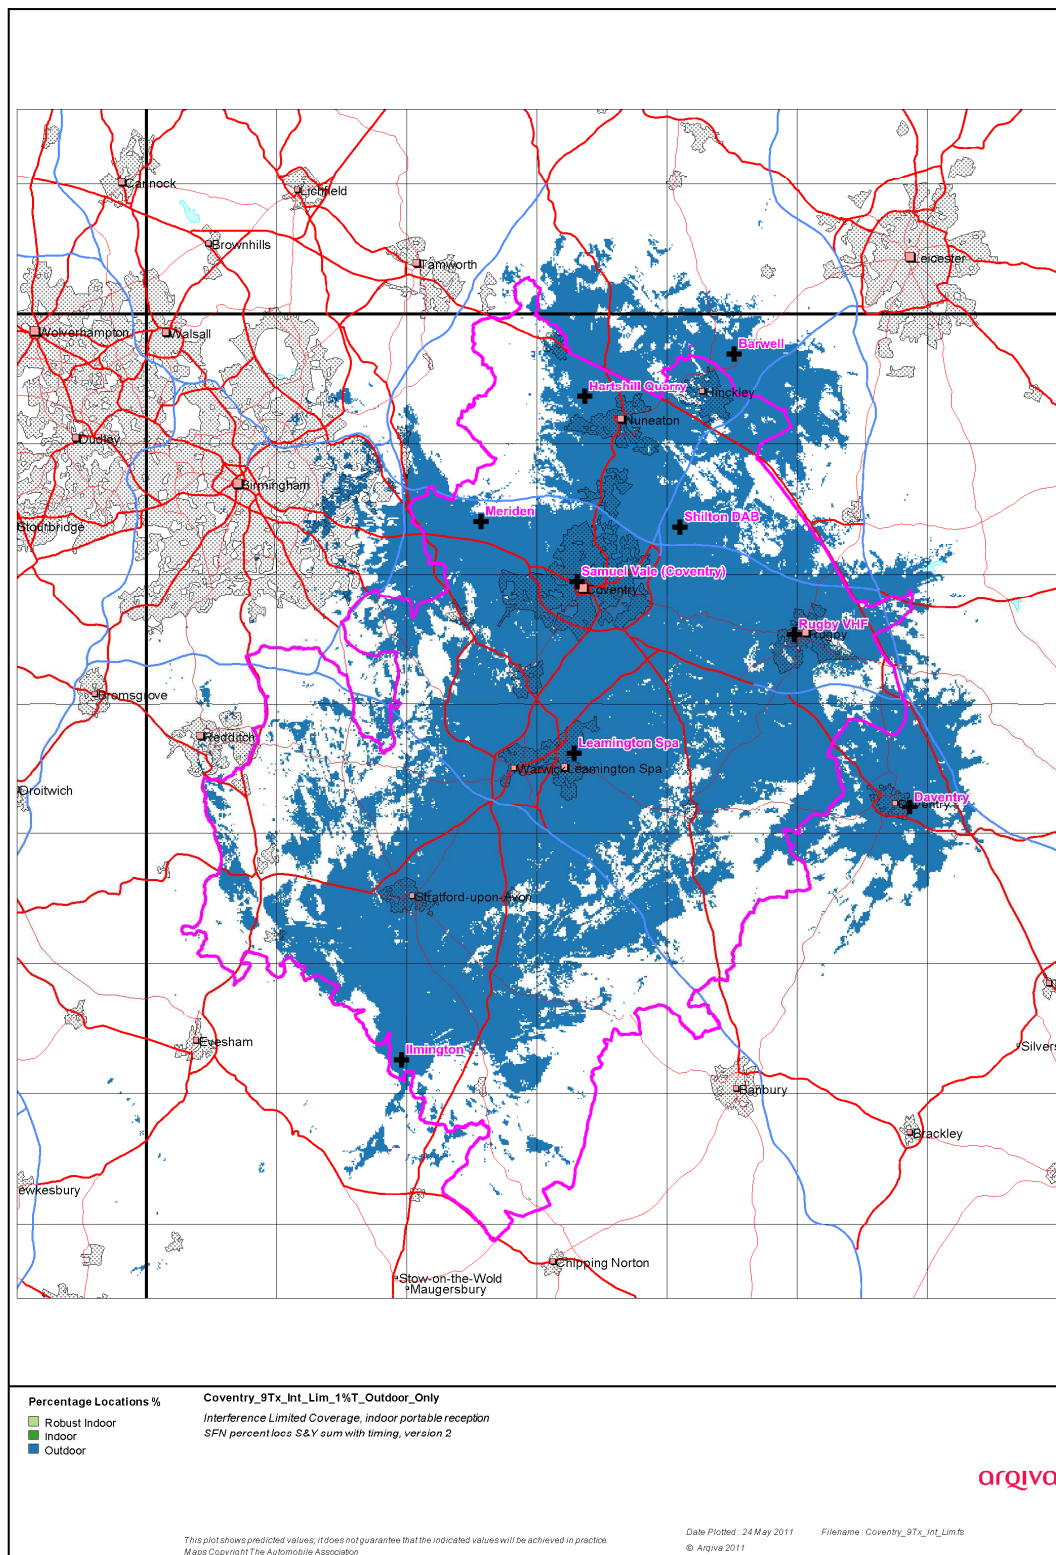 Cannock
Lichfield
Brownhills
Tamworth
Leicester
Wolverhampton
Walsall
Barwell
Hartshill Quarry
Hinckley
Nuneaton
Dudley
Birmingham
Meriden
Shilton DAB
Stourbridge
Samuel Vale (Coventry)
Coventry
Rugby VHF
Rugby
Bromsgrove
Redditch
Leamington Spa
Warwick
Leamington Spa
Droitwich
Daventry
Stratford-upon-Avon
Evesham
Ilmington
Silvers
Banbury
Brackley
ewkesbury
Chipping Norton
Stow-on-the-Wold
Maugersbury
Percentage Locations %
Robust Indoor
Indoor
Outdoor
Coventry_9Tx_Int_Lim_1%T_Outdoor_Only
Interference Limited Coverage, indoor portable reception
SFN percent locs S&Y sum with timing, version 2
arqiva
This plot shows predicted values; it does not guarantee that the indicated values will be achieved in practice
Maps Copyright The Automobile Association
Date Plotted : 24 May 2011 Filename : Coventry_9Tx_Int_Lim.fs
© Arqiva 2011